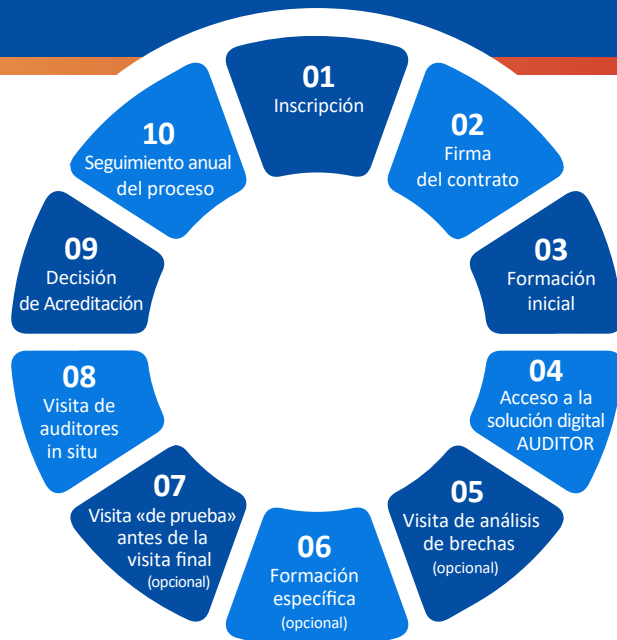 01
Inscripción
02
Firma
del contrato
03
Formación
inicial
04
Acceso a la
solución digital
AUDITOR
05
Visita de análisis
de brechas
(opcional)
06
Formación
específica
(opcional)
07
Visita «de prueba»
antes de la
visita final
(opcional)
08
Visita de
auditores
in situ
09
Decisión
de Acreditación
10
Seguimiento anual
del proceso